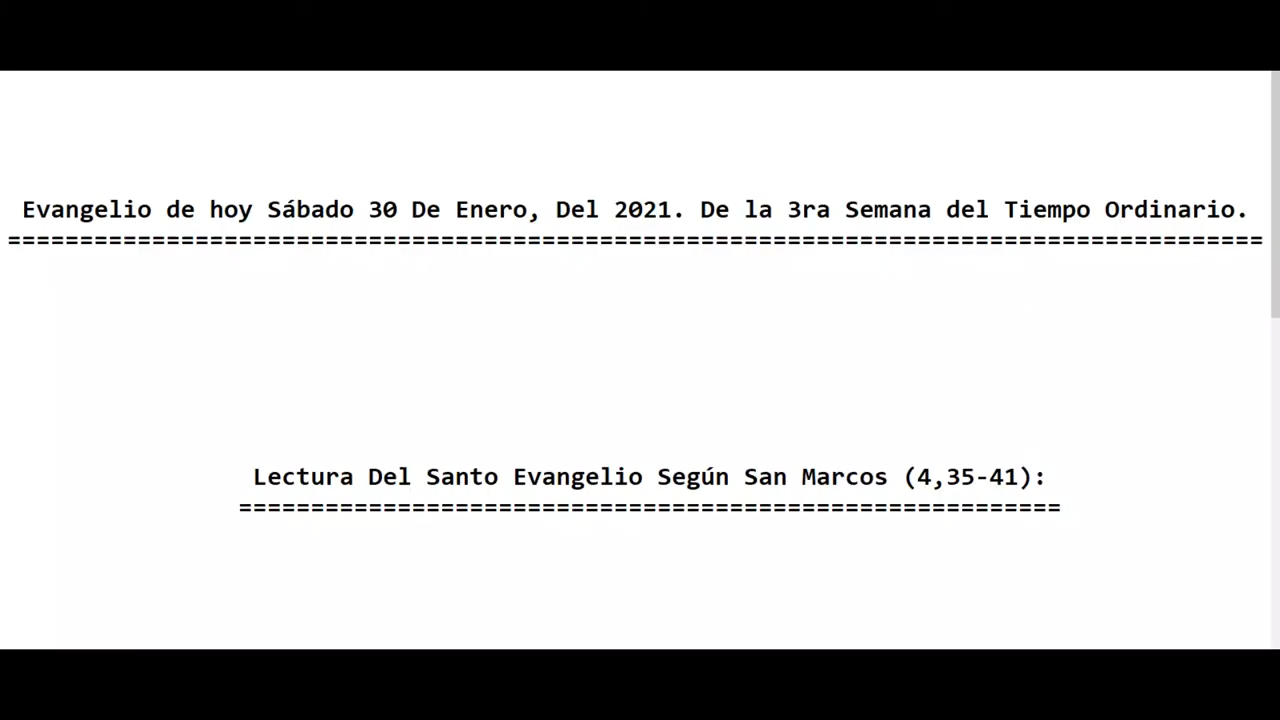 Evangelio de hoy Sábado 30 De Enero, Del 2021. De la 3ra Semana del Tiempo Ordinario.
=======================================================================================
Lectura Del Santo Evangelio Según San Marcos (4,35-41):
=========================================================